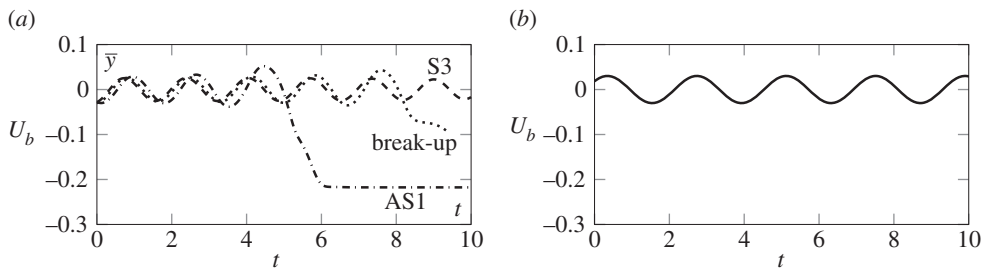 (a)
0.1
0
–0.1
–0.2
–0.3
U_b
y̅
S3
break-up
AS1
t
0 2 4 6 8 10
t
(b)
0.1
0
–0.1
–0.2
–0.3
U_b
0 2 4 6 8 10
t